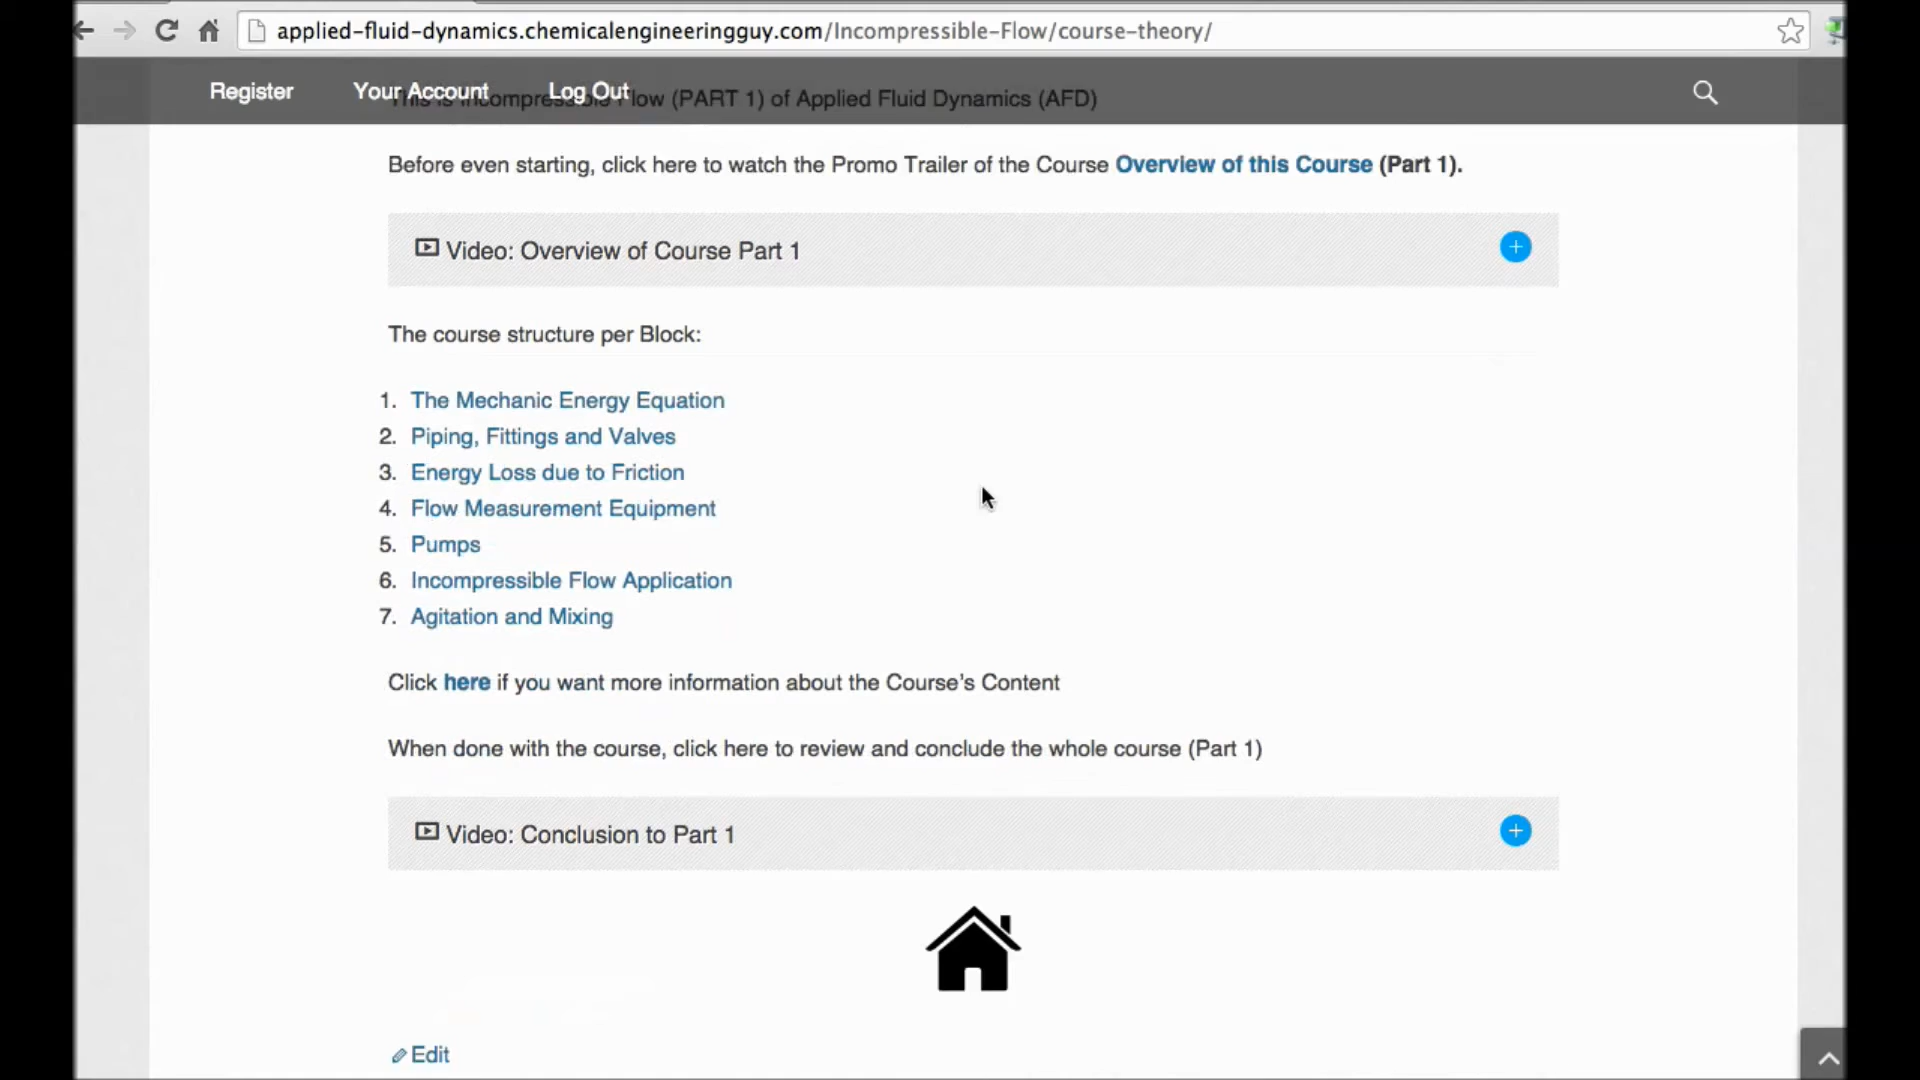 applied-fluid-dynamics.chemicalengineeringguy.com/Incompressible-Flow/course-theory/
Register Your Account Log Out
This is Incompressible Flow (PART 1) of Applied Fluid Dynamics (AFD)
Before even starting, click here to watch the Promo Trailer of the Course Overview of this Course (Part 1).
Video: Overview of Course Part 1
The course structure per Block:
1. The Mechanic Energy Equation
2. Piping, Fittings and Valves
3. Energy Loss due to Friction
4. Flow Measurement Equipment
5. Pumps
6. Incompressible Flow Application
7. Agitation and Mixing
Click here if you want more information about the Course's Content
When done with the course, click here to review and conclude the whole course (Part 1)
Video: Conclusion to Part 1
Edit